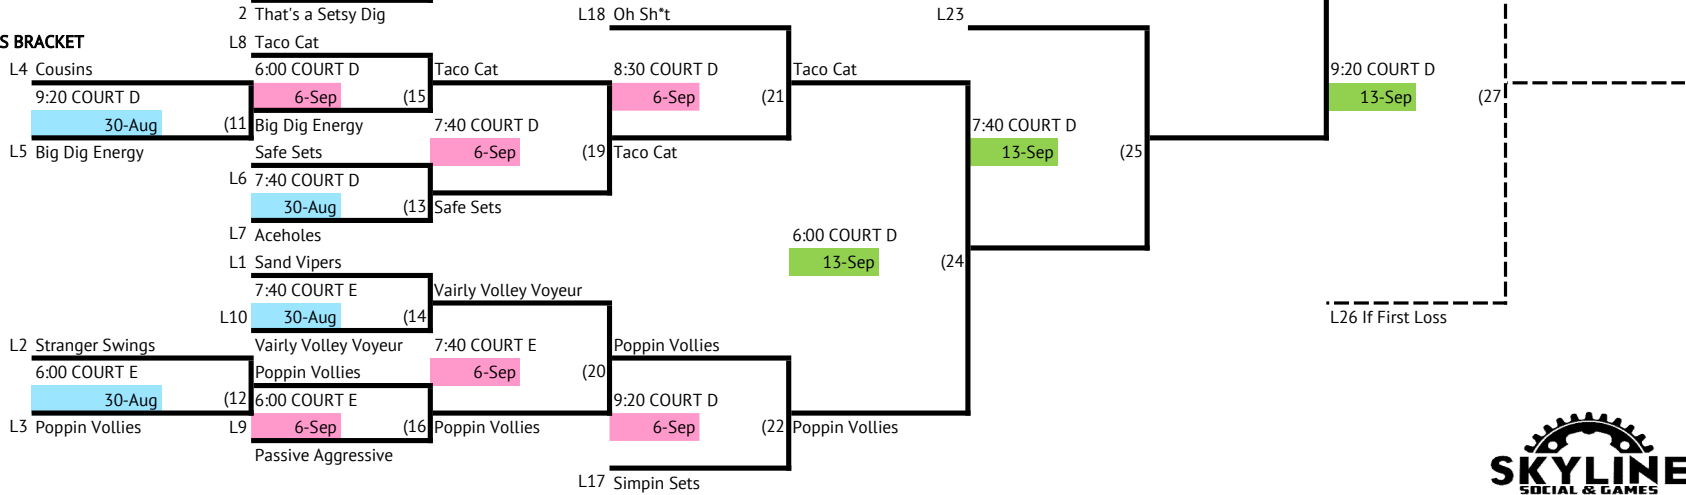 2 That's a Setsy Dig
L18 Oh Sh*t
L23
S BRACKET
L8 Taco Cat
L4 Cousins
6:00 COURT D
Taco Cat
8:30 COURT D
Taco Cat
9:20 COURT D
9:20 COURT D
6-Sep (15
6-Sep (21
13-Sep (27
30-Aug (11
Big Dig Energy
7:40 COURT D
7:40 COURT D
L5 Big Dig Energy
Safe Sets
6-Sep (19
Taco Cat
13-Sep (25
L6 7:40 COURT D
30-Aug (13
Safe Sets
L7 Aceholes
6:00 COURT D
L1 Sand Vipers
13-Sep (24
7:40 COURT E
Vairly Volley Voyeur
L10 30-Aug (14
L26 If First Loss
L2 Stranger Swings
Vairly Volley Voyeur
7:40 COURT E
Poppin Vollies
6:00 COURT E
Poppin Vollies
6-Sep (20
30-Aug (12
6:00 COURT E
9:20 COURT D
L3 Poppin Vollies
L9 6-Sep (16
Poppin Vollies
6-Sep (22
Poppin Vollies
Passive Aggressive
L17 Simpin Sets
SKYLINE
SOCIAL & GAMES